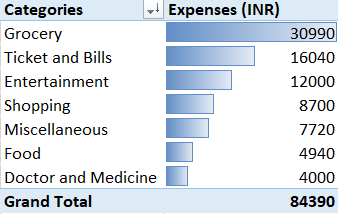 Categories Expenses (INR)
Grocery 30990
Ticket and Bills 16040
Entertainment 12000
Shopping 8700
Miscellaneous 7720
Food 4940
Doctor and Medicine 4000
Grand Total 84390